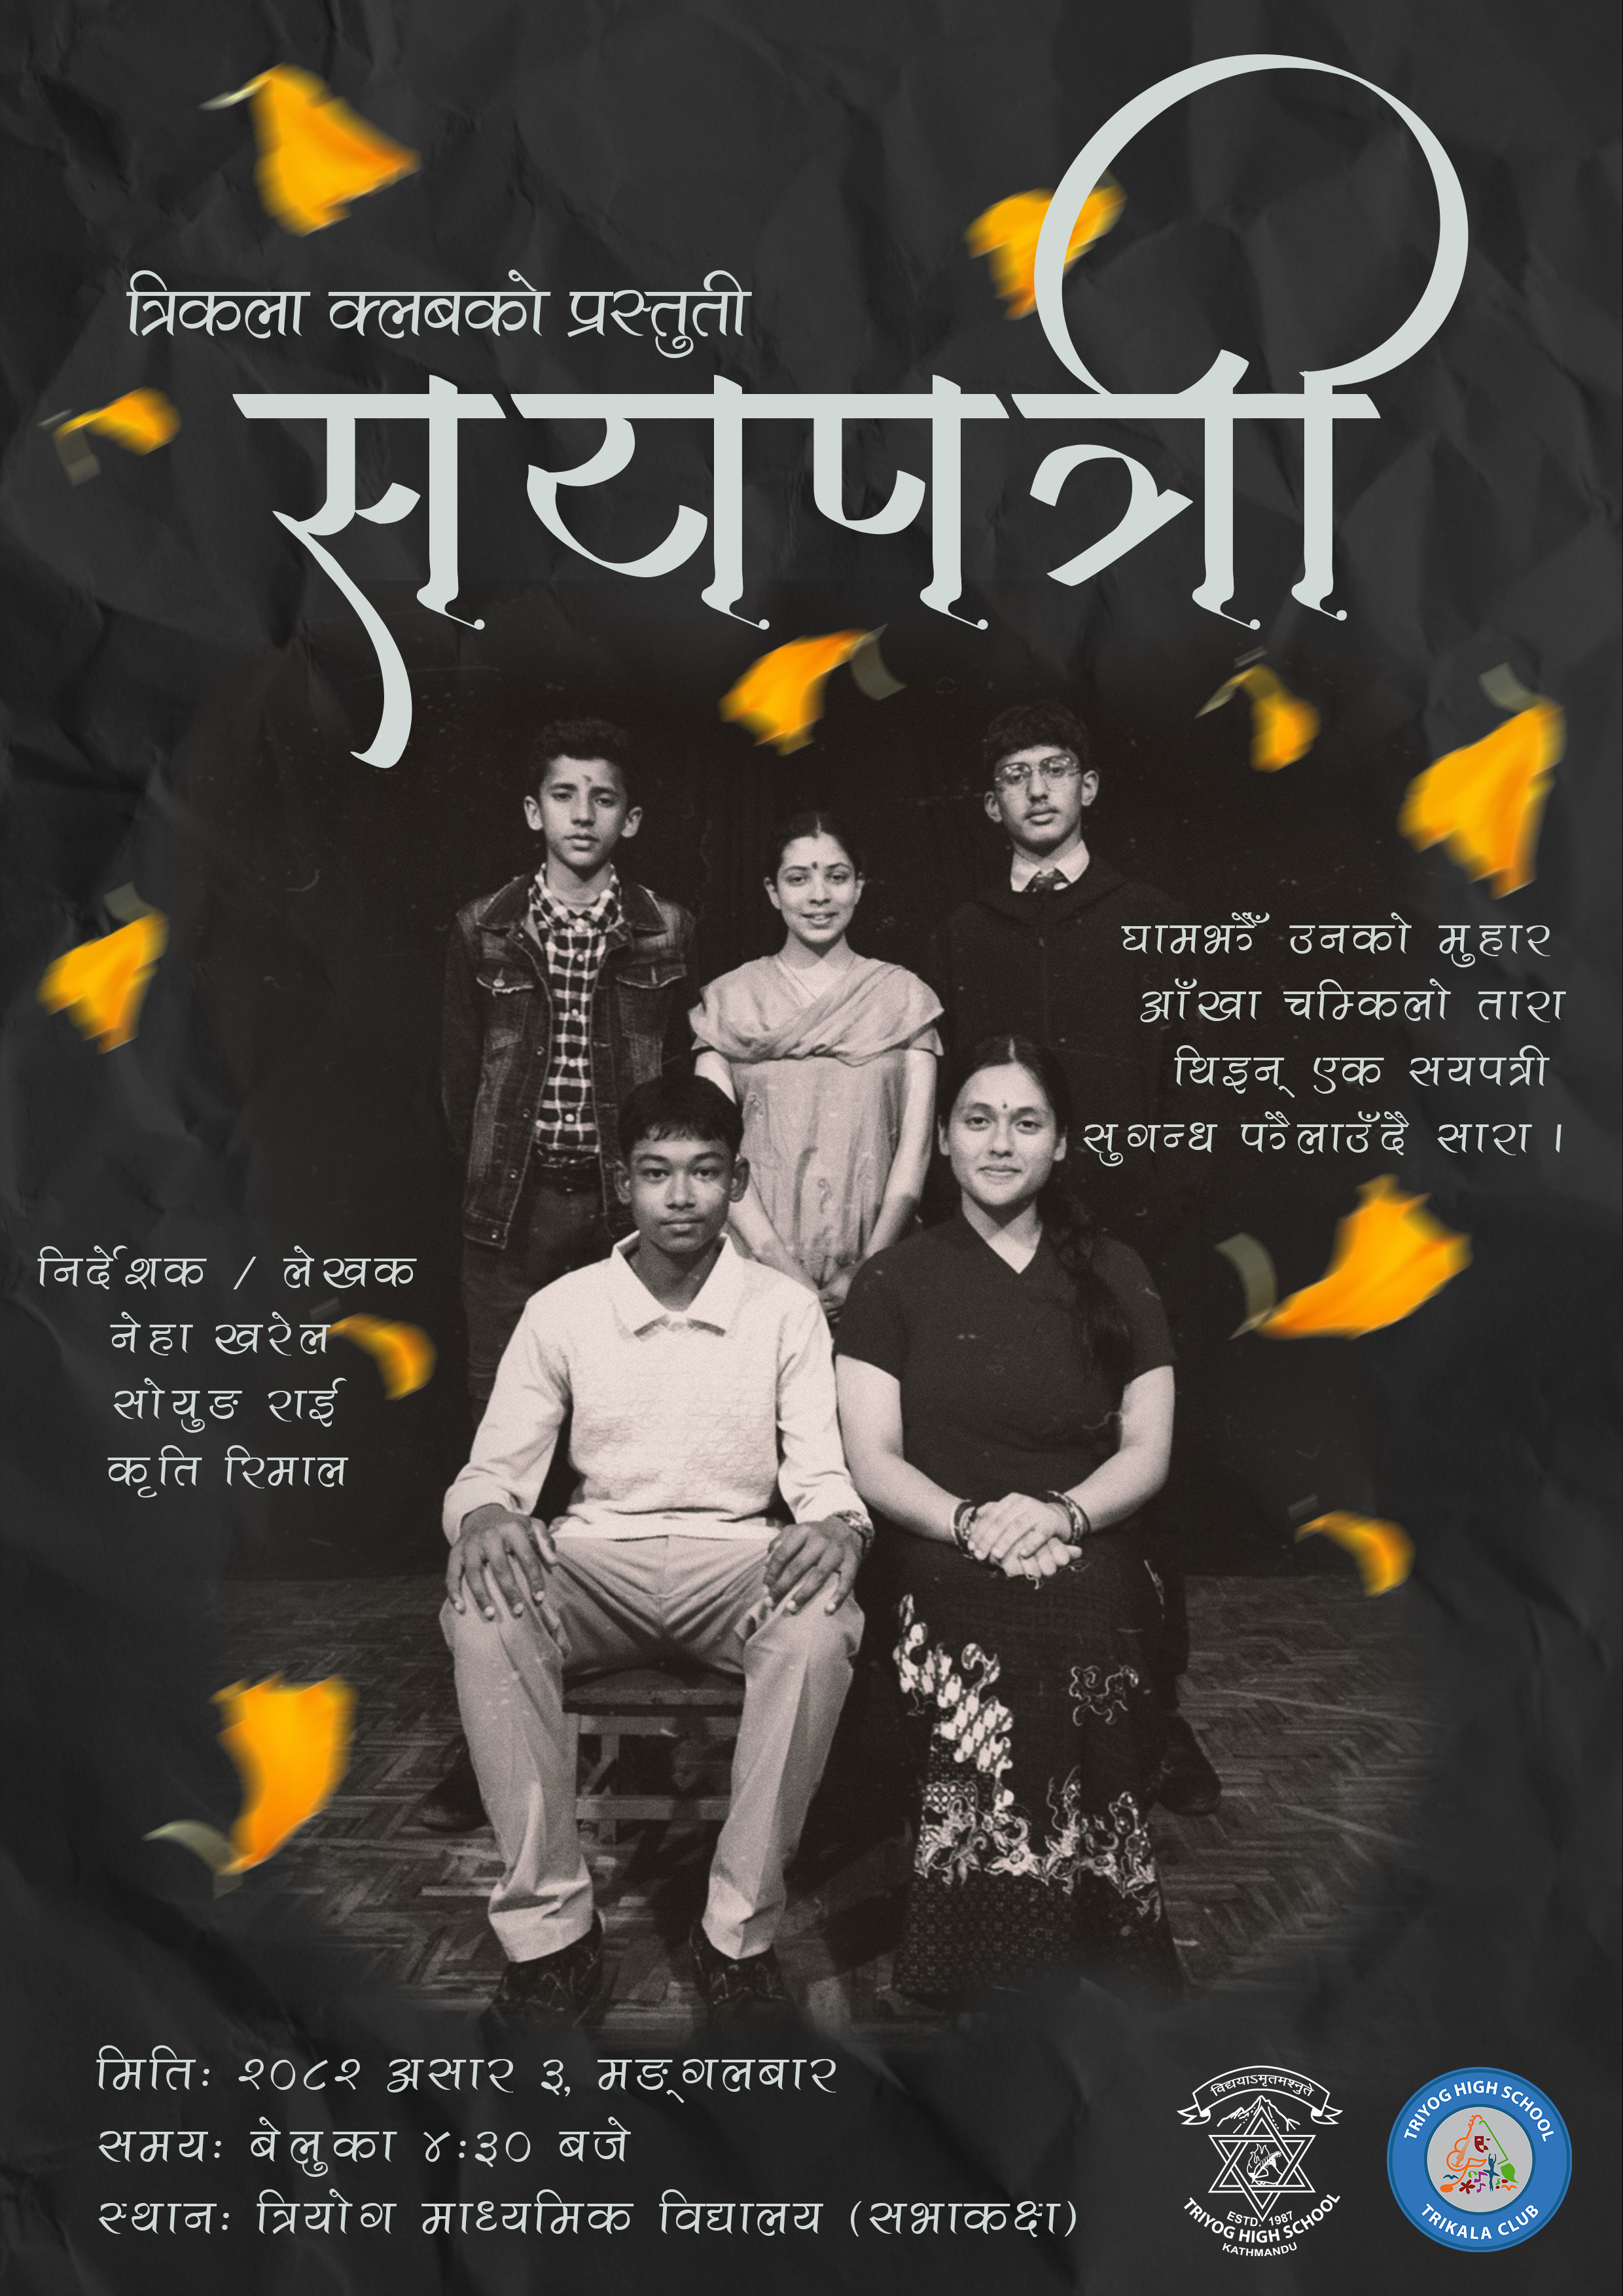 त्रिकला क्लबको प्रस्तुती
सयपत्री
घामझैँ उनको मुहार
आँखा चम्किलो तारा
थिइन् एक सयपत्री
सुगन्ध फैलाउँदै सारा ।
निर्देशक / लेखक
नेहा खरेल
सोयुङ राई
कृति रिमाल
मिति: २०८२ असार ३, मङ्गलबार
समय: बेलुका ४:३० बजे
स्थान: त्रियोग माध्यमिक विद्यालय (सभाकक्षा)
विद्ययाऽमृतमश्नुते
ESTD. 1987
TRIYOG HIGH SCHOOL
KATHMANDU
TRIYOG HIGH SCHOOL
TRIKALA CLUB